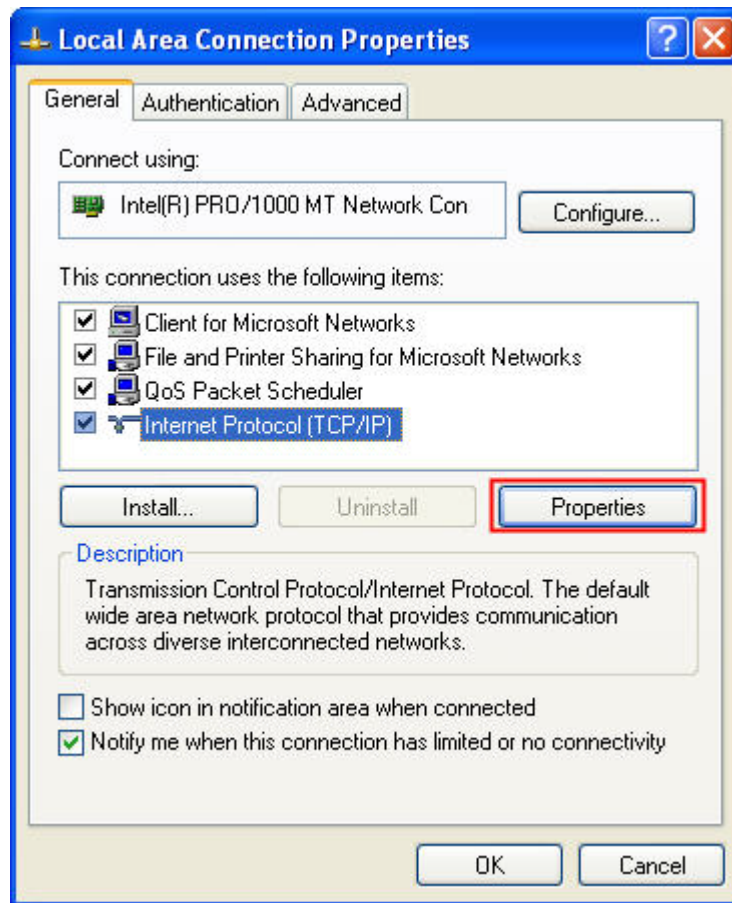 Local Area Connection Properties
General Authentication Advanced
Connect using:
Intel(R) PRO/1000 MT Network Con
Configure...
This connection uses the following items:
Client for Microsoft Networks
File and Printer Sharing for Microsoft Networks
QoS Packet Scheduler
Internet Protocol (TCP/IP)
Install... Uninstall Properties
Description
Transmission Control Protocol/Internet Protocol. The default
wide area network protocol that provides communication
across diverse interconnected networks.
Show icon in notification area when connected
Notify me when this connection has limited or no connectivity
OK Cancel